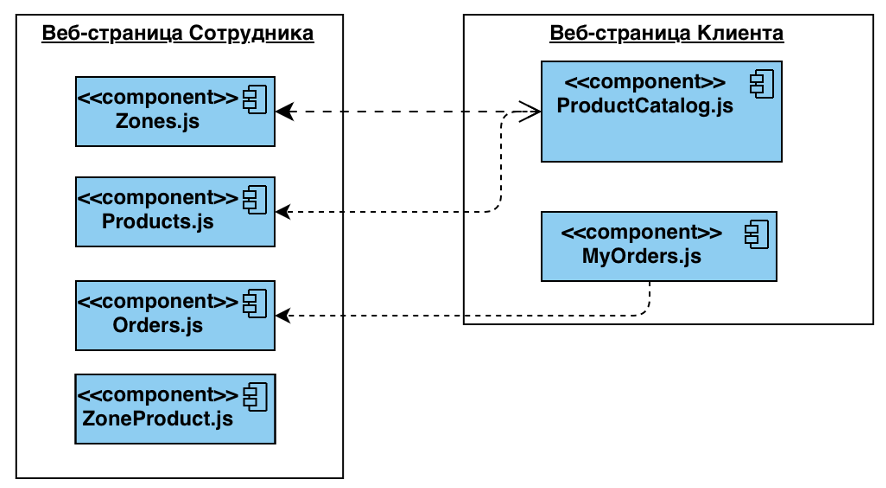 Веб-страница Сотрудника
<<component>>
Zones.js
<<component>>
Products.js
<<component>>
Orders.js
<<component>>
ZoneProduct.js
Веб-страница Клиента
<<component>>
ProductCatalog.js
<<component>>
MyOrders.js